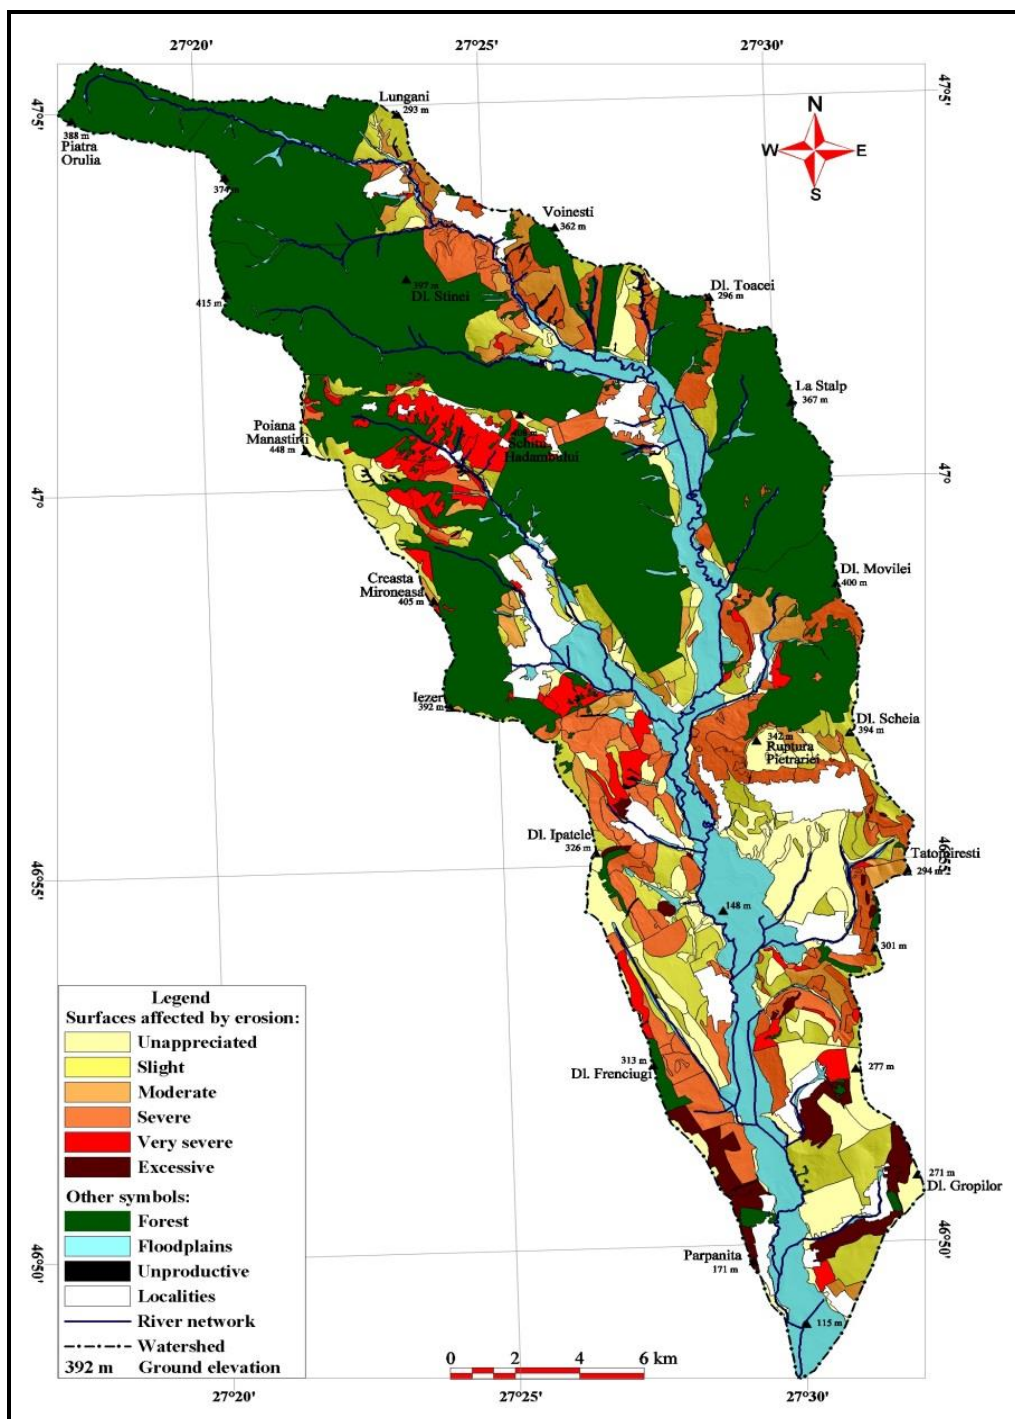 27°20' 27°25' 27°30'
47°5' 47°5'
Lungani
293 m
388 m
Piatra
Orulia
374 m
N
W E
S
Voinesti
362 m
397 m
Dl. Stinei
Dl. Toacei
296 m
415 m
La Stalp
367 m
Poiana
Manastirii
448 m
Schitu
Hadambului
47° 47°
Dl. Movilei
400 m
Creasta
Mironeasa
405 m
Iezer
392 m
Dl. Scheia
394 m
342 m
Ruptura
Pietrariei
Dl. Ipatele
326 m
Tatomiresti
294 m
46°55' 46°55'
148 m
301 m
313 m
Dl. Frenciugi
277 m
271 m
Dl. Gropilor
Parpanita
171 m
46°50' 46°50'
115 m
Legend
Surfaces affected by erosion:
Unappreciated
Slight
Moderate
Severe
Very severe
Excessive
Other symbols:
Forest
Floodplains
Unproductive
Localities
River network
Watershed
392 m Ground elevation
0 2 4 6 km
27°20' 27°25' 27°30'